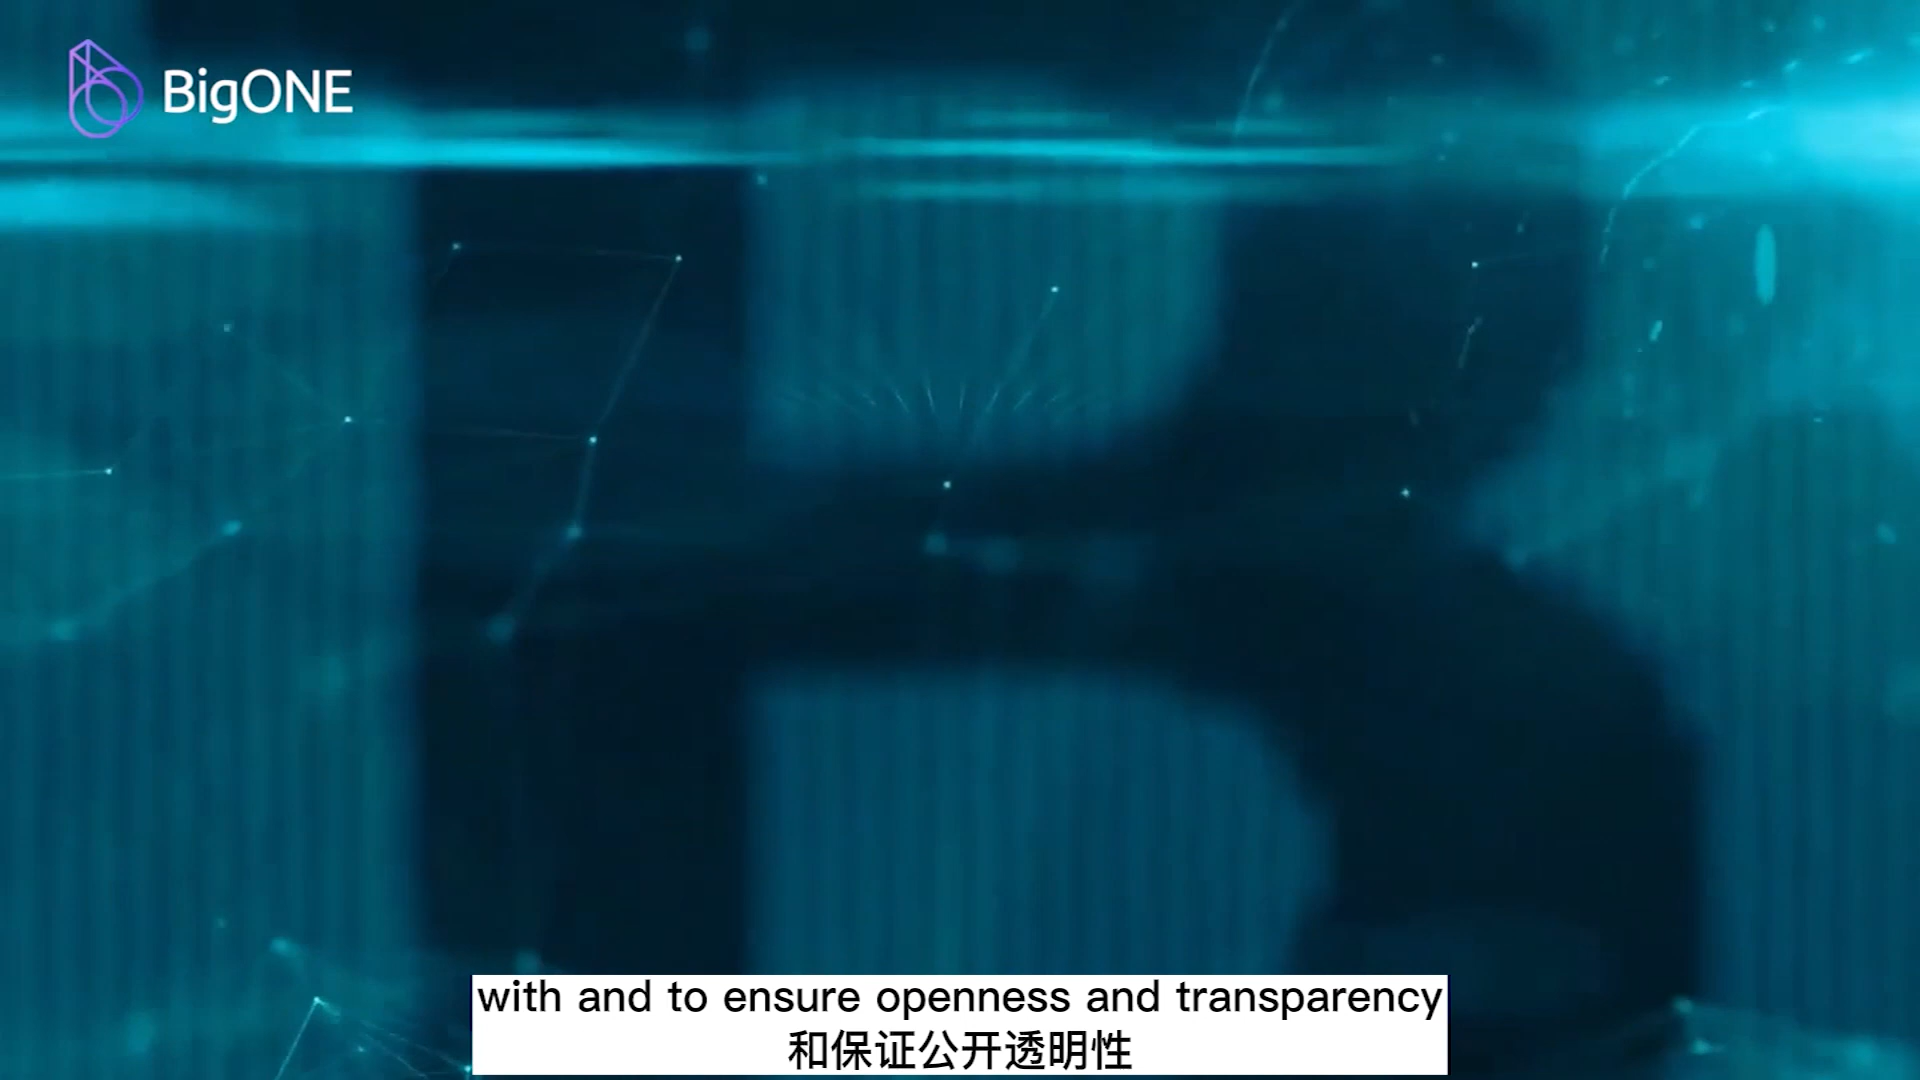 BigONE
with and to ensure openness and transparency
和保证公开透明性